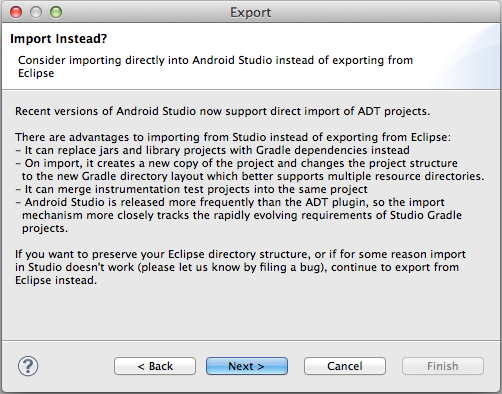 Export
Import Instead?
Consider importing directly into Android Studio instead of exporting from
Eclipse
Recent versions of Android Studio now support direct import of ADT projects.
There are advantages to importing from Studio instead of exporting from Eclipse:
- It can replace jars and library projects with Gradle dependencies instead
- On import, it creates a new copy of the project and changes the project structure
to the new Gradle directory layout which better supports multiple resource directories.
- It can merge instrumentation test projects into the same project
- Android Studio is released more frequently than the ADT plugin, so the import
mechanism more closely tracks the rapidly evolving requirements of Studio Gradle
projects.
If you want to preserve your Eclipse directory structure, or if for some reason import
in Studio doesn't work (please let us know by filing a bug), continue to export from
Eclipse instead.
?
< Back
Next >
Cancel
Finish